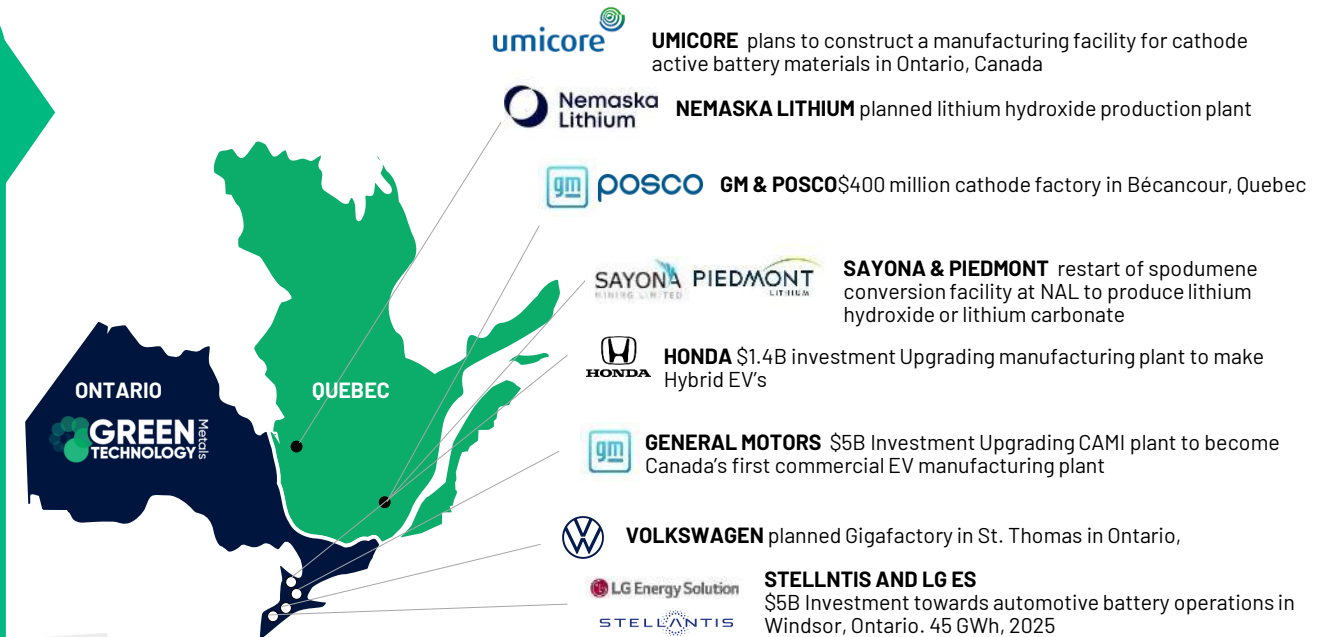 umicore
UMICORE plans to construct a manufacturing facility for cathode
active battery materials in Ontario, Canada
Nemaska
Lithium
NEMASKA LITHIUM planned lithium hydroxide production plant
gm posco
GM & POSCO$400 million cathode factory in Bécancour, Quebec
SAYONA
MINING LIMITED
PIEDMONT
LITHIUM
SAYONA & PIEDMONT restart of spodumene
conversion facility at NAL to produce lithium
hydroxide or lithium carbonate
HONDA
HONDA $1.4B investment Upgrading manufacturing plant to make
Hybrid EV's
ONTARIO
QUEBEC
GREEN
TECHNOLOGY
Metals
gm
GENERAL MOTORS $5B Investment Upgrading CAMI plant to become
Canada's first commercial EV manufacturing plant
VOLKSWAGEN planned Gigafactory in St. Thomas in Ontario,
LG Energy Solution
STELLANTIS
STELLNTIS AND LG ES
$5B Investment towards automotive battery operations in
Windsor, Ontario. 45 GWh, 2025